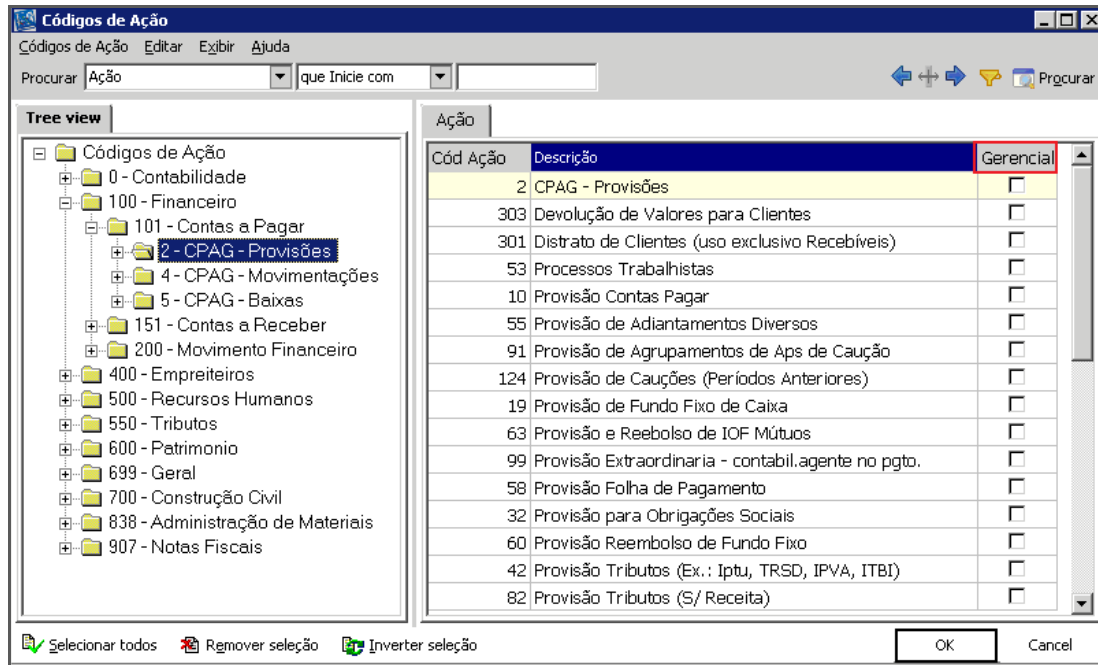 Códigos de Ação
Códigos de Ação Editar Exibir Ajuda
Procurar Ação que Inicie com Procurar
Tree view
Códigos de Ação
0 - Contabilidade
100 - Financeiro
101 - Contas a Pagar
2 - CPAG - Provisões
4 - CPAG - Movimentações
5 - CPAG - Baixas
151 - Contas a Receber
200 - Movimento Financeiro
400 - Empreiteiros
500 - Recursos Humanos
550 - Tributos
600 - Patrimonio
699 - Geral
700 - Construção Civil
838 - Administração de Materiais
907 - Notas Fiscais
Ação
Cód Ação Descrição Gerencial
2 CPAG - Provisões
303 Devolução de Valores para Clientes
301 Distrato de Clientes (uso exclusivo Recebíveis)
53 Processos Trabalhistas
10 Provisão Contas Pagar
55 Provisão de Adiantamentos Diversos
91 Provisão de Agrupamentos de Aps de Caução
124 Provisão de Cauções (Períodos Anteriores)
19 Provisão de Fundo Fixo de Caixa
63 Provisão e Reebolso de IOF Mútuos
99 Provisão Extraordinaria - contabil.agente no pgto.
58 Provisão Folha de Pagamento
32 Provisão para Obrigações Sociais
60 Provisão Reembolso de Fundo Fixo
42 Provisão Tributos (Ex.: Iptu, TRSD, IPVA, ITBI)
82 Provisão Tributos (S/ Receita)
Selecionar todos Remover seleção Inverter seleção OK Cancel